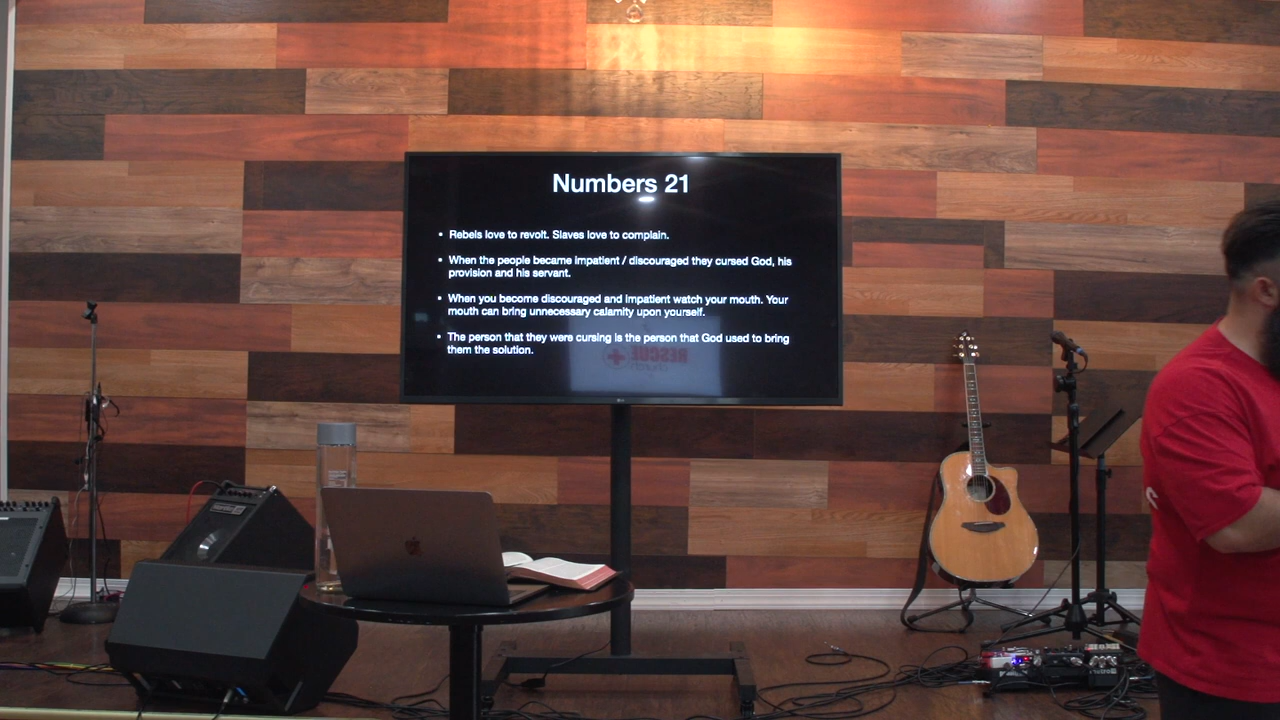 Numbers 21
• Rebels love to revolt. Slaves love to complain.
• When the people became impatient / discouraged they cursed God, his
provision and his servant.
• When you become discouraged and impatient watch your mouth. Your
mouth can bring unnecessary calamity upon yourself.
• The person that they were cursing is the person that God used to bring
them the solution.
RESCUE